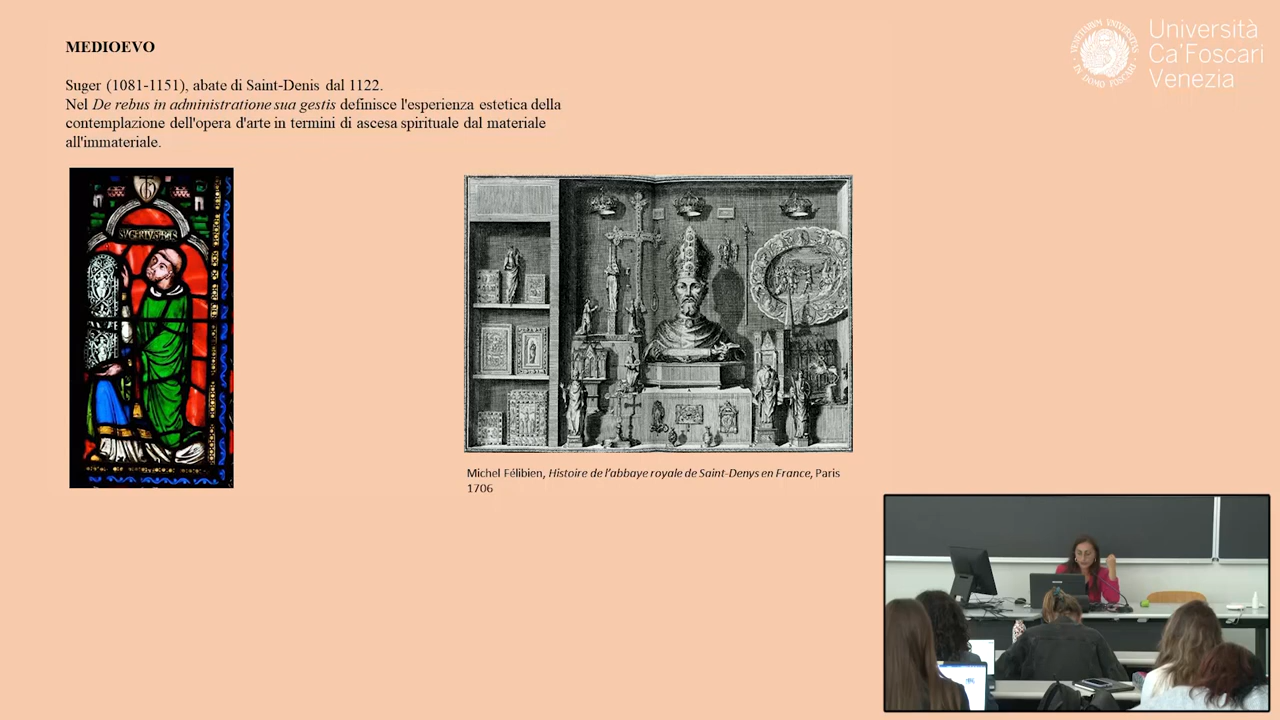 MEDIOEVO
Suger (1081-1151), abate di Saint-Denis dal 1122.
Nel De rebus in administratione sua gestis definisce l'esperienza estetica della
contemplazione dell'opera d'arte in termini di ascesa spirituale dal materiale
all'immateriale.
Michel Félibien, Histoire de l'abbaye royale de Saint-Denys en France, Paris
1706
Università
Ca'Foscari
Venezia